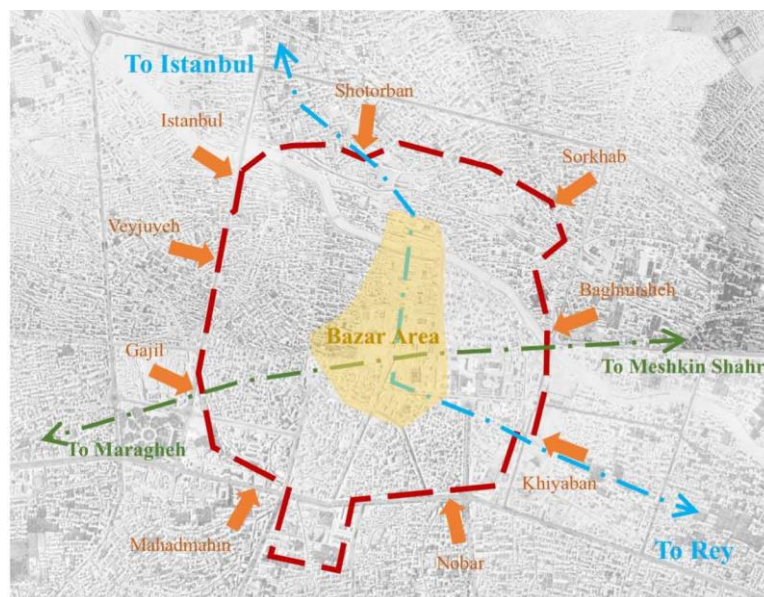 To Istanbul
Shotorban
Istanbul
Sorkhab
Veyjuyeh
Baghmisheh
Bazar Area
Gajil
To Meshkin Shahr
To Maragheh
Khiyaban
Mahadmahin
Nobar
To Rey